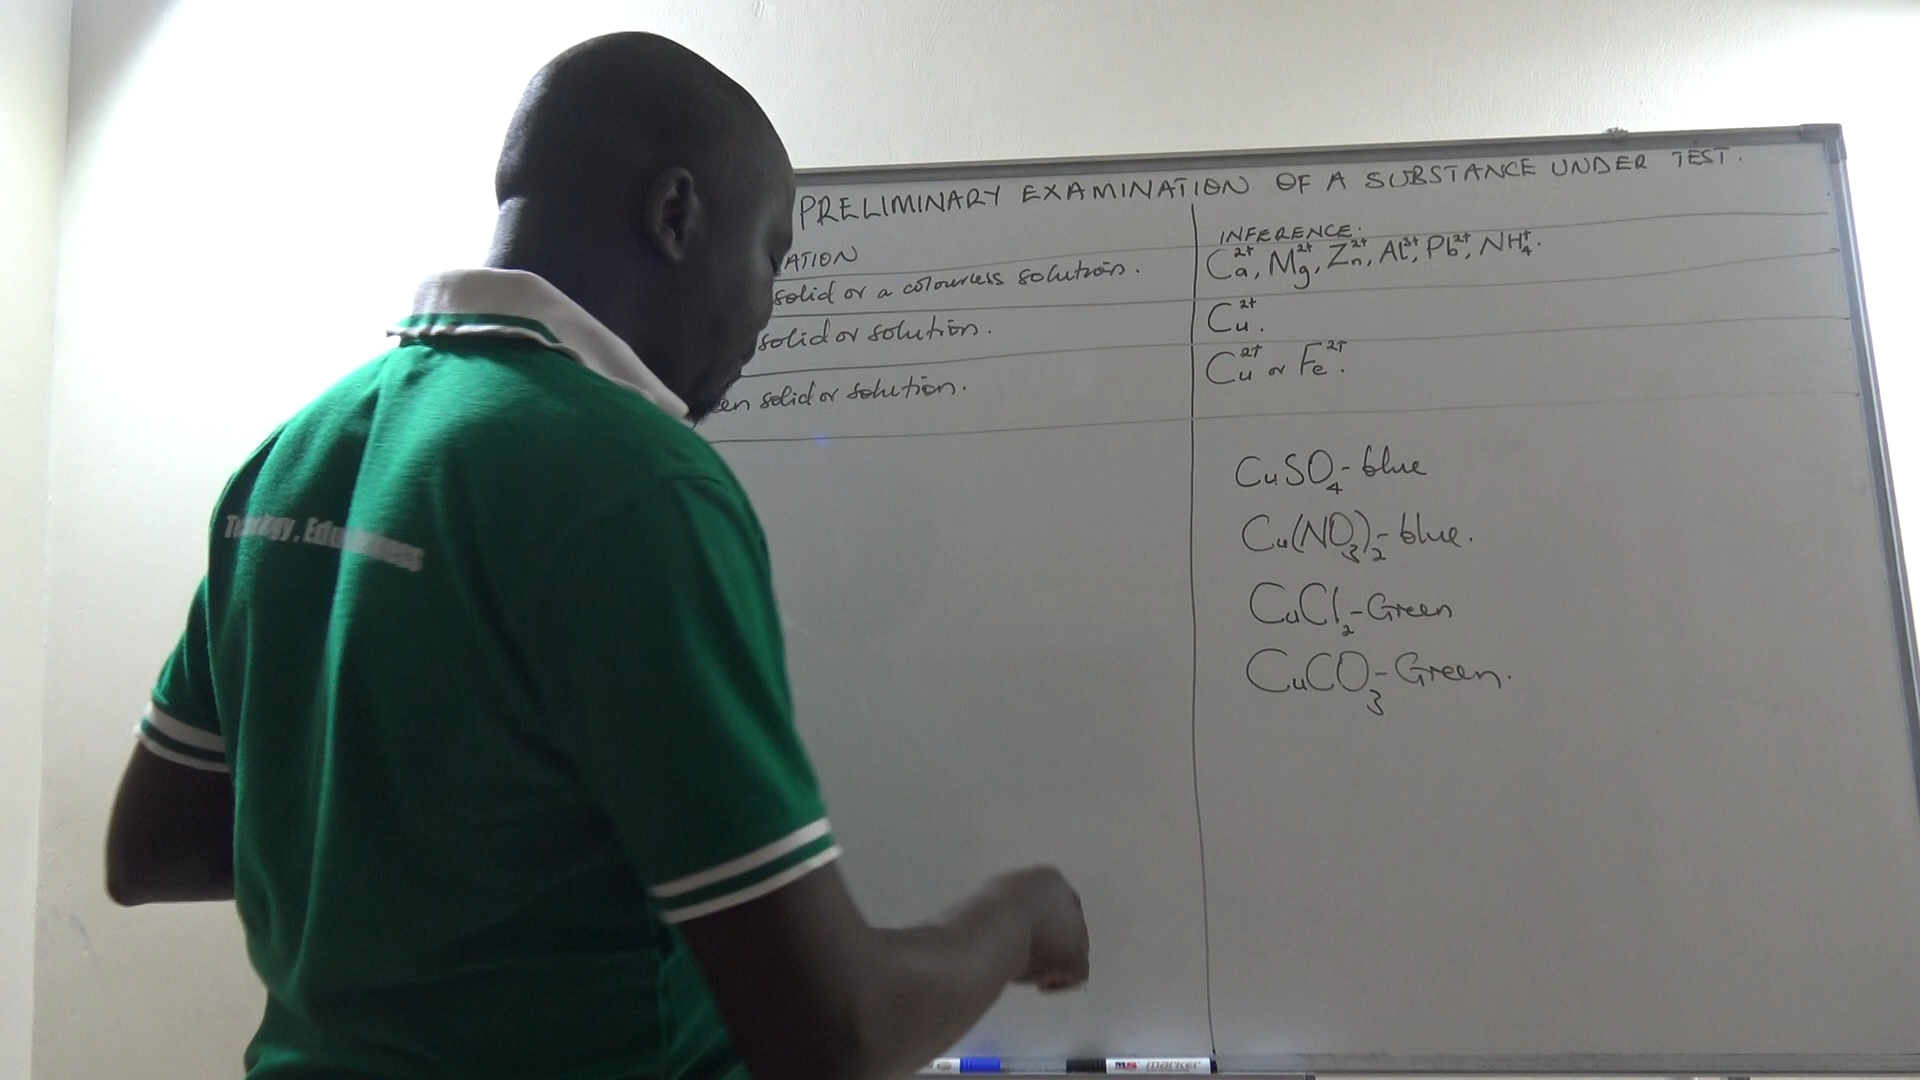 PRELIMINARY EXAMINATION OF A SUBSTANCE UNDER TEST.
ATION
INFERENCE.
solid or a colourless solution.
Ca²⁺, Mg²⁺, Zn²⁺, Al³⁺, Pb²⁺, NH₄⁺.
solid or solution.
Cu²⁺.
en solid or solution.
Cu²⁺ or Fe²⁺.
CuSO₄ - blue
Cu(NO₃)₂ - blue.
CuCl₂ - Green
CuCO₃ - Green.
marker